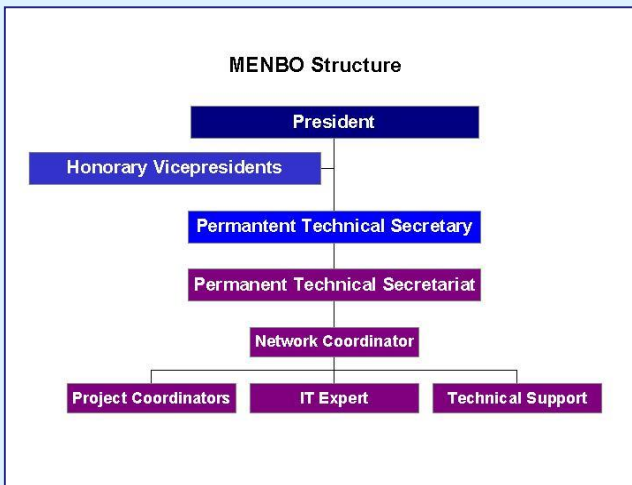 MENBO Structure
President
Honorary Vicepresidents
Permantent Technical Secretary
Permanent Technical Secretariat
Network Coordinator
Project Coordinators
IT Expert
Technical Support